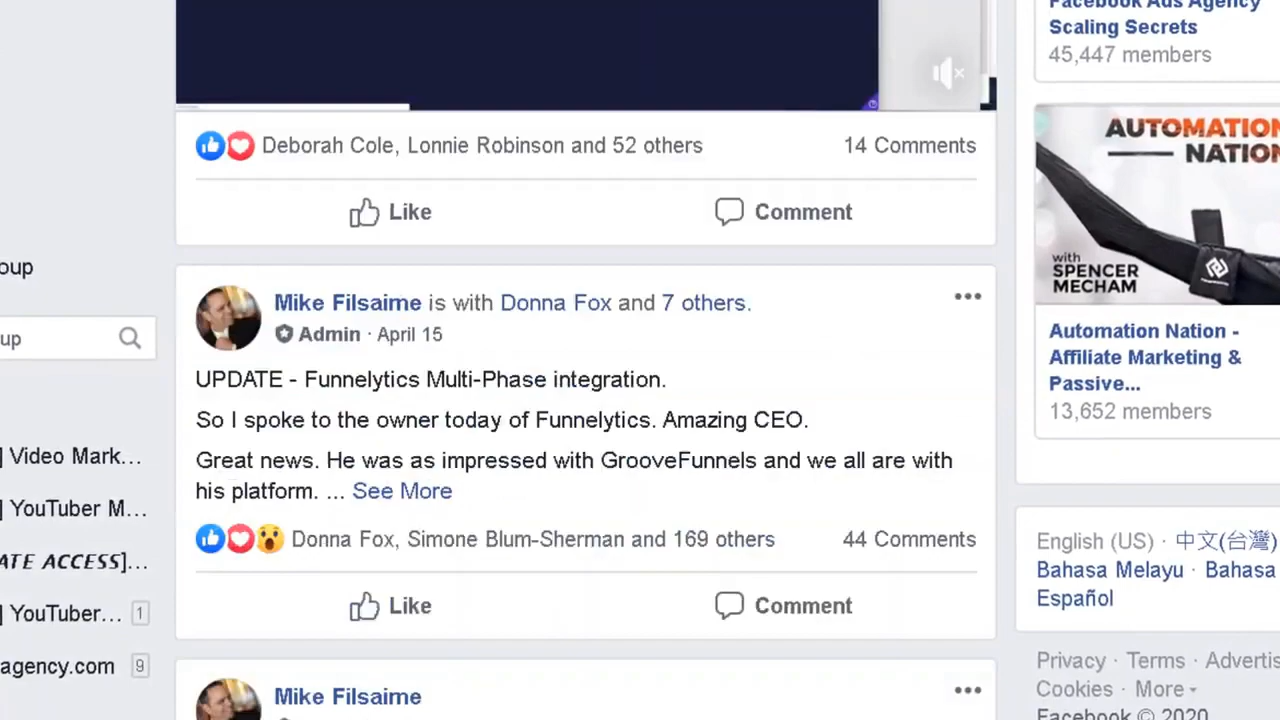 Facebook Ads Agency
Scaling Secrets
45,447 members
Deborah Cole, Lonnie Robinson and 52 others
14 Comments
Like
Comment
oup
up
Mike Filsaime is with Donna Fox and 7 others.
Admin · April 15
UPDATE - Funnelytics Multi-Phase integration.
So I spoke to the owner today of Funnelytics. Amazing CEO.
Great news. He was as impressed with GrooveFunnels and we all are with
his platform. ... See More
Donna Fox, Simone Blum-Sherman and 169 others
44 Comments
Like
Comment
Mike Filsaime
] Video Mark...
] YouTuber M...
ATE ACCESS]...
] YouTuber... 1
agency.com 9
AUTOMATION
NATION
with
SPENCER
MECHAM
Automation Nation -
Affiliate Marketing &
Passive...
13,652 members
English (US) · 中文(台灣)
Bahasa Melayu · Bahasa
Español
Privacy · Terms · Advertis
Cookies · More
Facebook © 2020